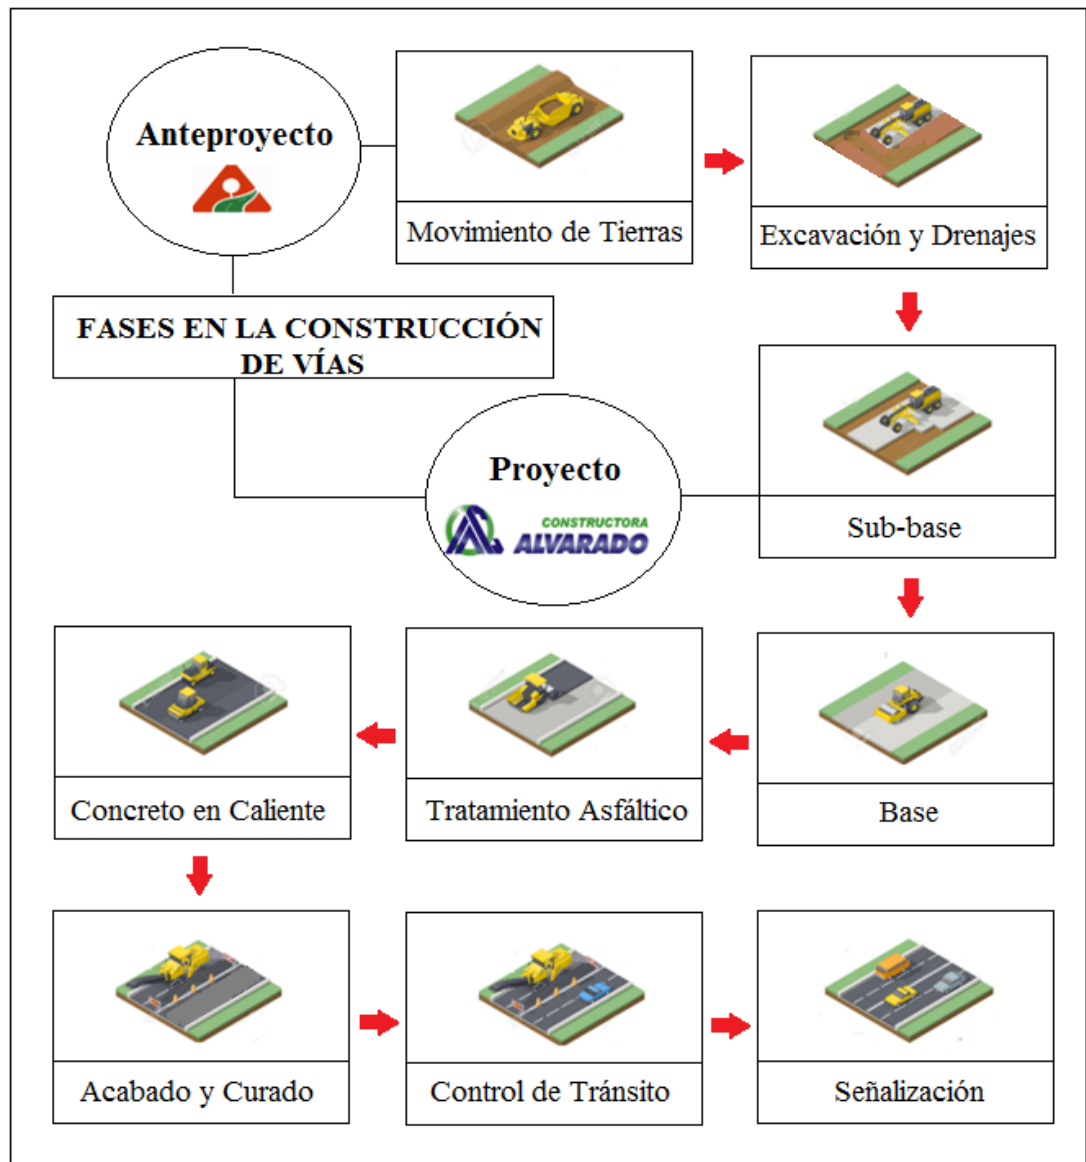 Anteproyecto
Movimiento de Tierras
Excavación y Drenajes
FASES EN LA CONSTRUCCIÓN
DE VÍAS
Proyecto
CONSTRUCTORA
ALVARADO
Sub-base
Concreto en Caliente
Tratamiento Asfáltico
Base
Acabado y Curado
Control de Tránsito
Señalización